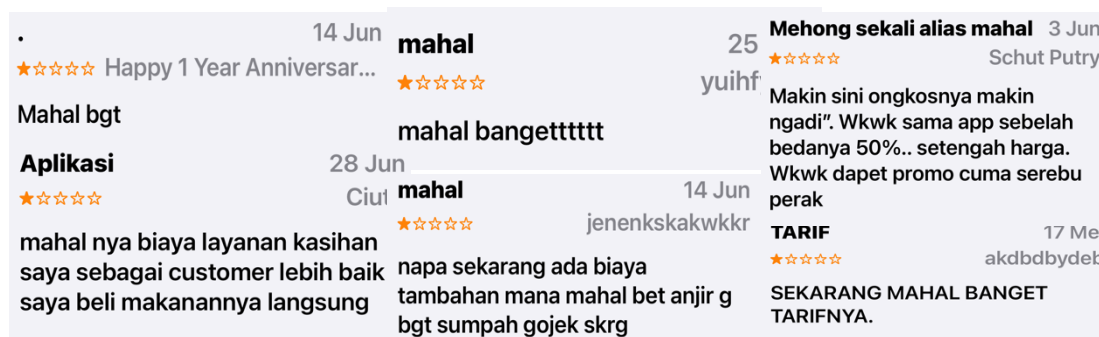 .
14 Jun
★☆☆☆☆ Happy 1 Year Anniversar...
Mahal bgt
Aplikasi
28 Jun
★☆☆☆☆ Ciut
mahal nya biaya layanan kasihan
saya sebagai customer lebih baik
saya beli makanannya langsung
mahal
25
★☆☆☆☆ yuihfy
mahal bangetttttt
mahal
14 Jun
★☆☆☆☆ jenenkskakwkkr
napa sekarang ada biaya
tambahan mana mahal bet anjir g
bgt sumpah gojek skrg
Mehong sekali alias mahal
3 Jun
★☆☆☆☆ Schut Putry
Makin sini ongkosnya makin
ngadi”. Wkwk sama app sebelah
bedanya 50%.. setengah harga.
Wkwk dapet promo cuma serebu
perak
TARIF
17 Me
★☆☆☆☆ akdbdbydeb
SEKARANG MAHAL BANGET
TARIFNYA.